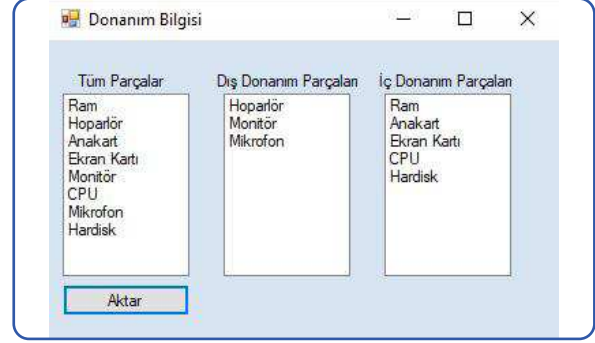 Donanım Bilgisi
Tüm Parçalar
Ram
Hoparlör
Anakart
Ekran Kartı
Monitör
CPU
Mikrofon
Hardisk
Aktar
Dış Donanım Parçaları
Hoparlör
Monitör
Mikrofon
İç Donanım Parçaları
Ram
Anakart
Ekran Kartı
CPU
Hardisk